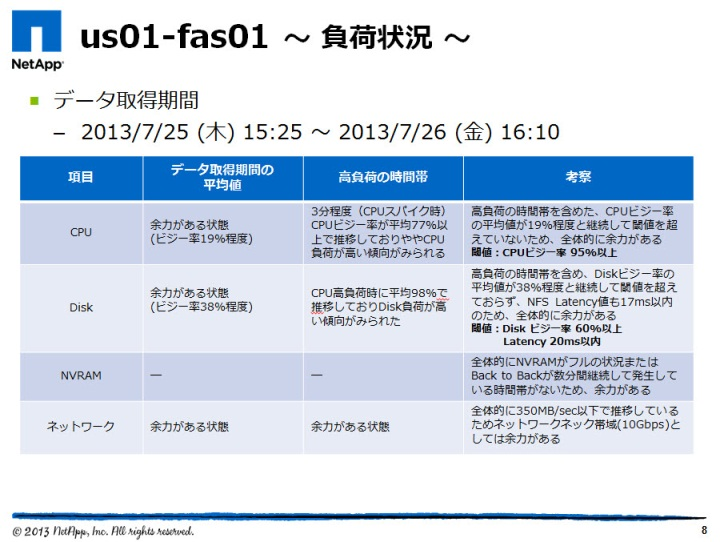 NetApp
us01-fas01 ～ 負荷状況 ～
データ取得期間
– 2013/7/25 (木) 15:25 ～ 2013/7/26 (金) 16:10
項目
データ取得期間の
平均値
高負荷の時間帯
考察
CPU
余力がある状態
(ビジー率19%程度)
3分程度（CPUスパイク時）
CPUビジー率が平均77%以
上で推移しておりややCPU
負荷が高い傾向がみられる
高負荷の時間帯を含めた、CPUビジー率
の平均値が19%程度と継続して閾値を超
えていないため、全体的に余力がある
閾値：CPUビジー率 95%以上
Disk
余力がある状態
(ビジー率38%程度)
CPU高負荷時に平均98%で
推移しておりDisk負荷が高
い傾向がみられた
高負荷の時間帯を含め、Diskビジー率の
平均値が38%程度と継続して閾値を超え
ておらず、NFS Latency値も17ms以内
のため、全体的に余力がある
閾値：Disk ビジー率 60%以上
Latency 20ms以内
NVRAM
―
―
全体的にNVRAMがフルの状況または
Back to Backが数分間継続して発生して
いる時間帯がないため、余力がある
ネットワーク
余力がある状態
余力がある状態
全体的に350MB/sec以下で推移している
ためネットワークネック帯域(10Gbps)と
しては余力がある
© 2013 NetApp, Inc. All rights reserved.
8